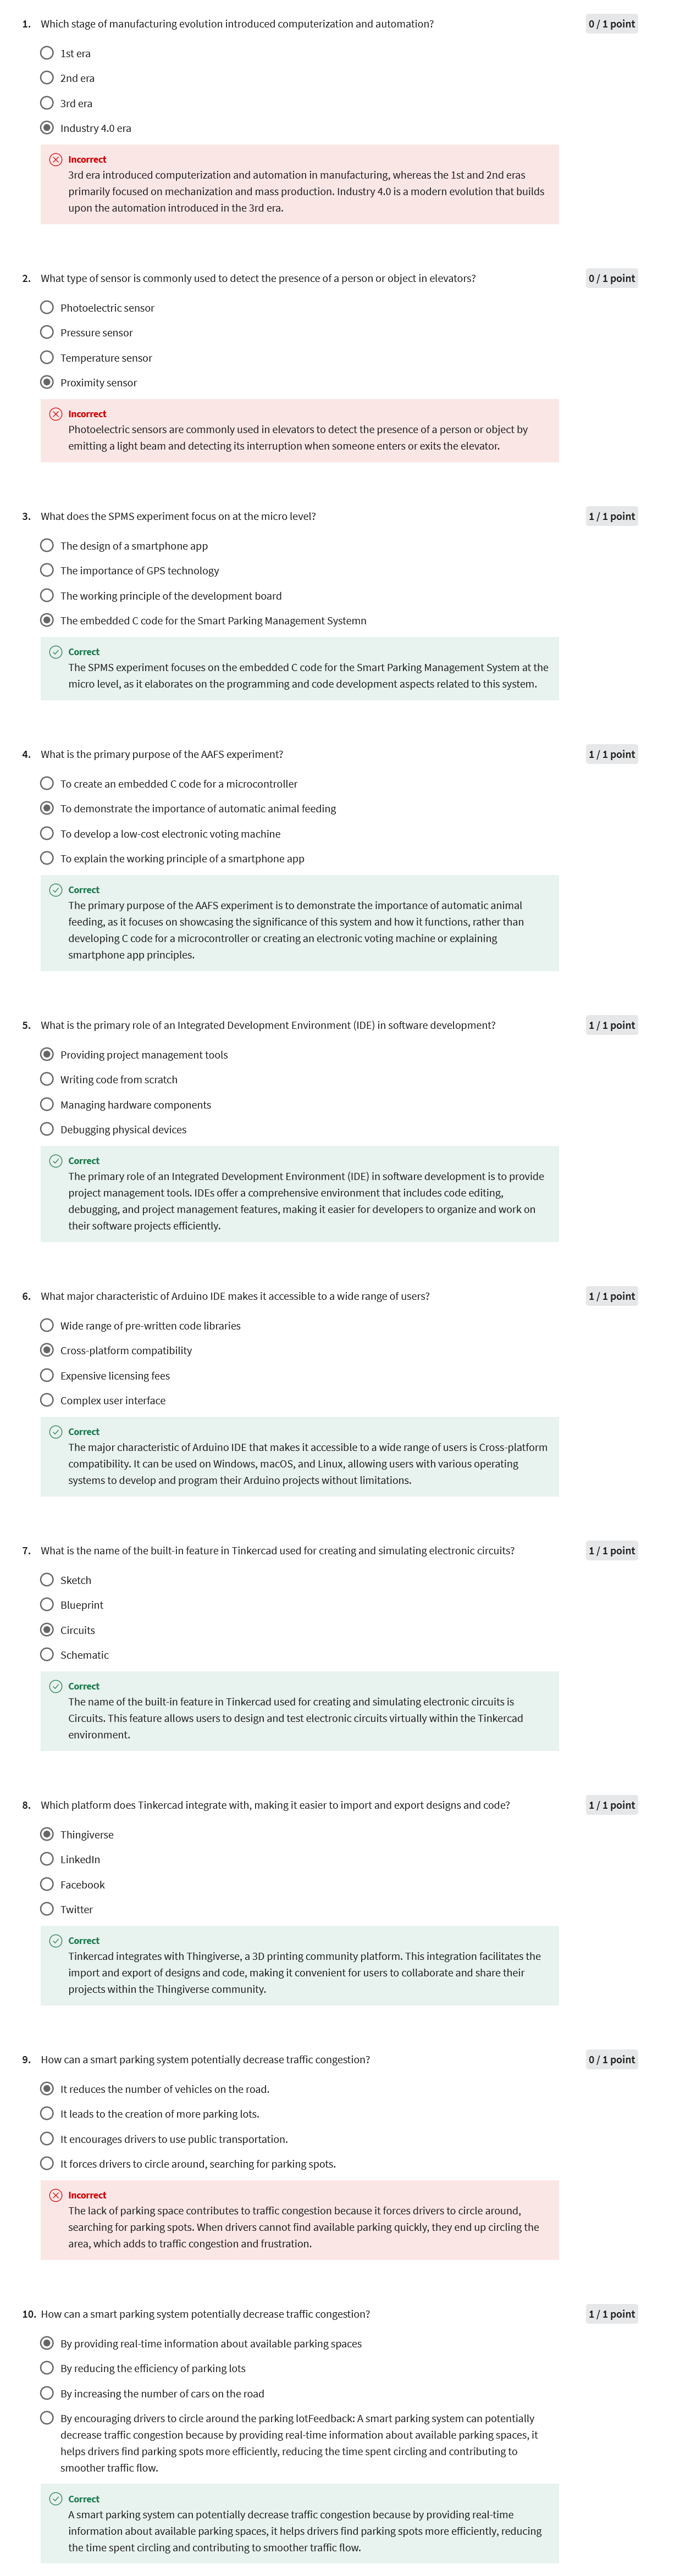 1. Which stage of manufacturing evolution introduced computerization and automation? 0 / 1 point
1st era
2nd era
3rd era
Industry 4.0 era
Incorrect
3rd era introduced computerization and automation in manufacturing, whereas the 1st and 2nd eras
primarily focused on mechanization and mass production. Industry 4.0 is a modern evolution that builds
upon the automation introduced in the 3rd era.
2. What type of sensor is commonly used to detect the presence of a person or object in elevators? 0 / 1 point
Photoelectric sensor
Pressure sensor
Temperature sensor
Proximity sensor
Incorrect
Photoelectric sensors are commonly used in elevators to detect the presence of a person or object by
emitting a light beam and detecting its interruption when someone enters or exits the elevator.
3. What does the SPMS experiment focus on at the micro level? 1 / 1 point
The design of a smartphone app
The importance of GPS technology
The working principle of the development board
The embedded C code for the Smart Parking Management Systemn
Correct
The SPMS experiment focuses on the embedded C code for the Smart Parking Management System at the
micro level, as it elaborates on the programming and code development aspects related to this system.
4. What is the primary purpose of the AAFS experiment? 1 / 1 point
To create an embedded C code for a microcontroller
To demonstrate the importance of automatic animal feeding
To develop a low-cost electronic voting machine
To explain the working principle of a smartphone app
Correct
The primary purpose of the AAFS experiment is to demonstrate the importance of automatic animal
feeding, as it focuses on showcasing the significance of this system and how it functions, rather than
developing C code for a microcontroller or creating an electronic voting machine or explaining
smartphone app principles.
5. What is the primary role of an Integrated Development Environment (IDE) in software development? 1 / 1 point
Providing project management tools
Writing code from scratch
Managing hardware components
Debugging physical devices
Correct
The primary role of an Integrated Development Environment (IDE) in software development is to provide
project management tools. IDEs offer a comprehensive environment that includes code editing,
debugging, and project management features, making it easier for developers to organize and work on
their software projects efficiently.
6. What major characteristic of Arduino IDE makes it accessible to a wide range of users? 1 / 1 point
Wide range of pre-written code libraries
Cross-platform compatibility
Expensive licensing fees
Complex user interface
Correct
The major characteristic of Arduino IDE that makes it accessible to a wide range of users is Cross-platform
compatibility. It can be used on Windows, macOS, and Linux, allowing users with various operating
systems to develop and program their Arduino projects without limitations.
7. What is the name of the built-in feature in Tinkercad used for creating and simulating electronic circuits? 1 / 1 point
Sketch
Blueprint
Circuits
Schematic
Correct
The name of the built-in feature in Tinkercad used for creating and simulating electronic circuits is
Circuits. This feature allows users to design and test electronic circuits virtually within the Tinkercad
environment.
8. Which platform does Tinkercad integrate with, making it easier to import and export designs and code? 1 / 1 point
Thingiverse
LinkedIn
Facebook
Twitter
Correct
Tinkercad integrates with Thingiverse, a 3D printing community platform. This integration facilitates the
import and export of designs and code, making it convenient for users to collaborate and share their
projects within the Thingiverse community.
9. How can a smart parking system potentially decrease traffic congestion? 0 / 1 point
It reduces the number of vehicles on the road.
It leads to the creation of more parking lots.
It encourages drivers to use public transportation.
It forces drivers to circle around, searching for parking spots.
Incorrect
The lack of parking space contributes to traffic congestion because it forces drivers to circle around,
searching for parking spots. When drivers cannot find available parking quickly, they end up circling the
area, which adds to traffic congestion and frustration.
10. How can a smart parking system potentially decrease traffic congestion? 1 / 1 point
By providing real-time information about available parking spaces
By reducing the efficiency of parking lots
By increasing the number of cars on the road
By encouraging drivers to circle around the parking lotFeedback: A smart parking system can potentially
decrease traffic congestion because by providing real-time information about available parking spaces, it
helps drivers find parking spots more efficiently, reducing the time spent circling and contributing to
smoother traffic flow.
Correct
A smart parking system can potentially decrease traffic congestion because by providing real-time
information about available parking spaces, it helps drivers find parking spots more efficiently, reducing
the time spent circling and contributing to smoother traffic flow.